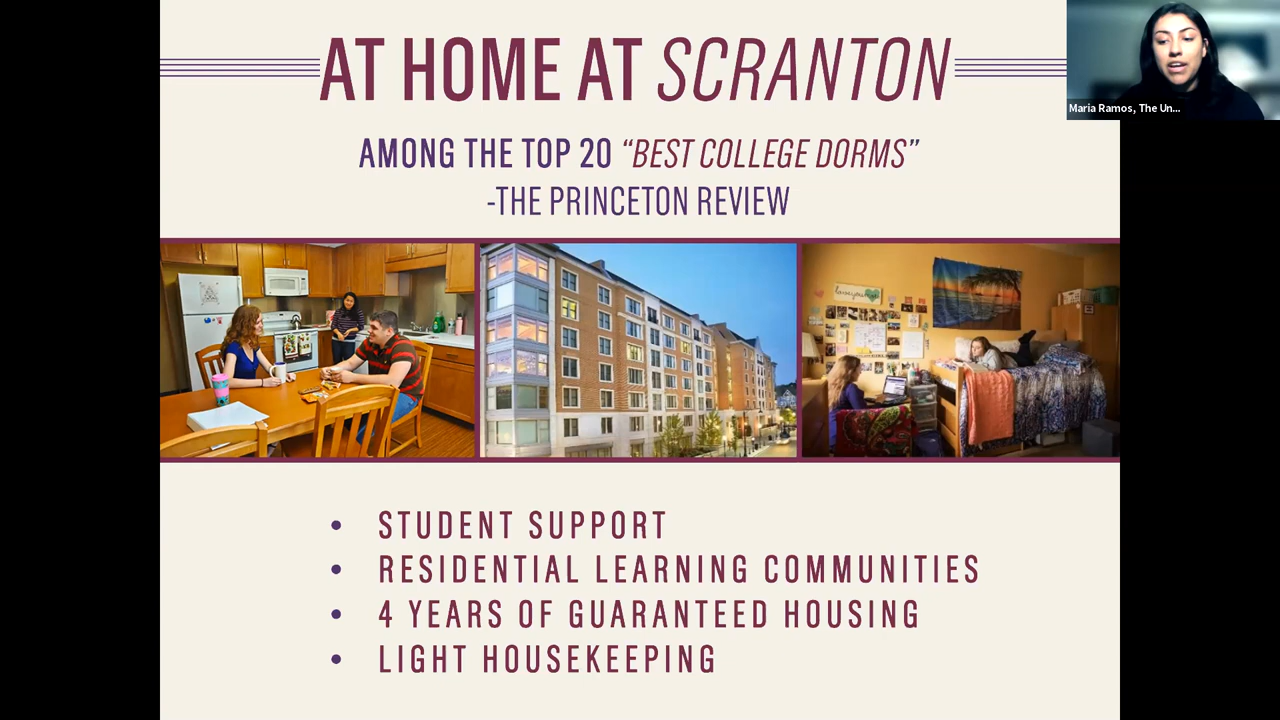 AT HOME AT SCRANTON
AMONG THE TOP 20 “BEST COLLEGE DORMS”
-THE PRINCETON REVIEW
Maria Ramos, The Un...
• STUDENT SUPPORT
• RESIDENTIAL LEARNING COMMUNITIES
• 4 YEARS OF GUARANTEED HOUSING
• LIGHT HOUSEKEEPING